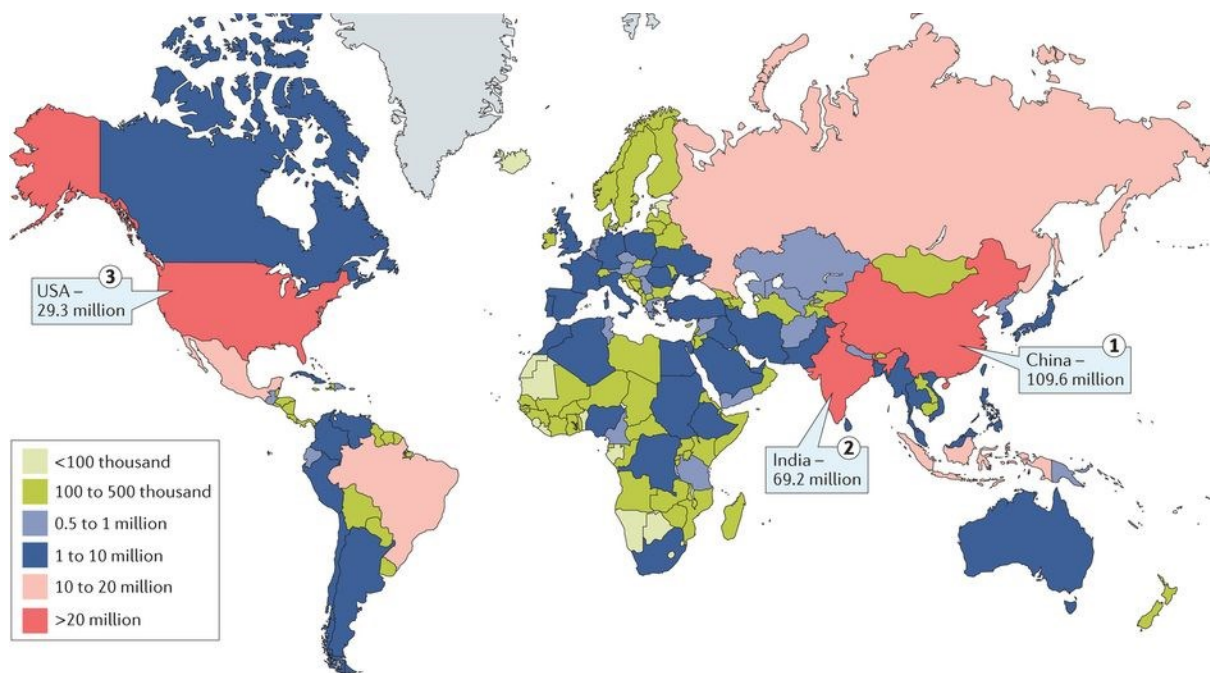 3
USA –
29.3 million
1
China –
109.6 million
2
India –
69.2 million
<100 thousand
100 to 500 thousand
0.5 to 1 million
1 to 10 million
10 to 20 million
>20 million